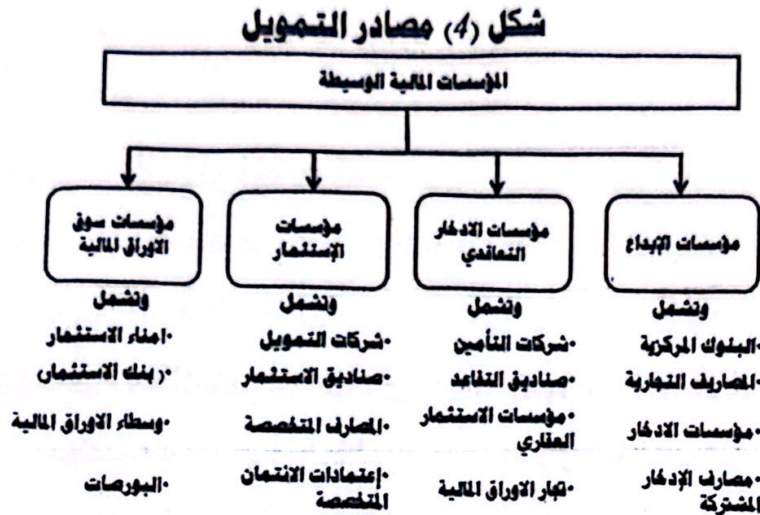 شكل (4) مصادر التمويل
المؤسسات المالية الوسيطة
مؤسسات الإيداع
وتشمل
•البنوك المركزية
•المصاريف التجارية
•مؤسسات الادخار
•مصارف الإدخار
المشتركة
مؤسسات الادخار
التعاقدي
وتشمل
•شركات التأمين
•صناديق التقاعد
•مؤسسات الاستثمار
العقاري
•تجار الاوراق المالية
مؤسسات
الإستثمار
وتشمل
•شركات التمويل
•صناديق الاستثمار
•المصارف المتخصصة
•إعتمادات الائتمان
المتخصصة
مؤسسات سوق
الاوراق المالية
وتشمل
•امناء الاستثمار
•(بنك الاستثمار)
•وسطاء الاوراق المالية
•البورصات